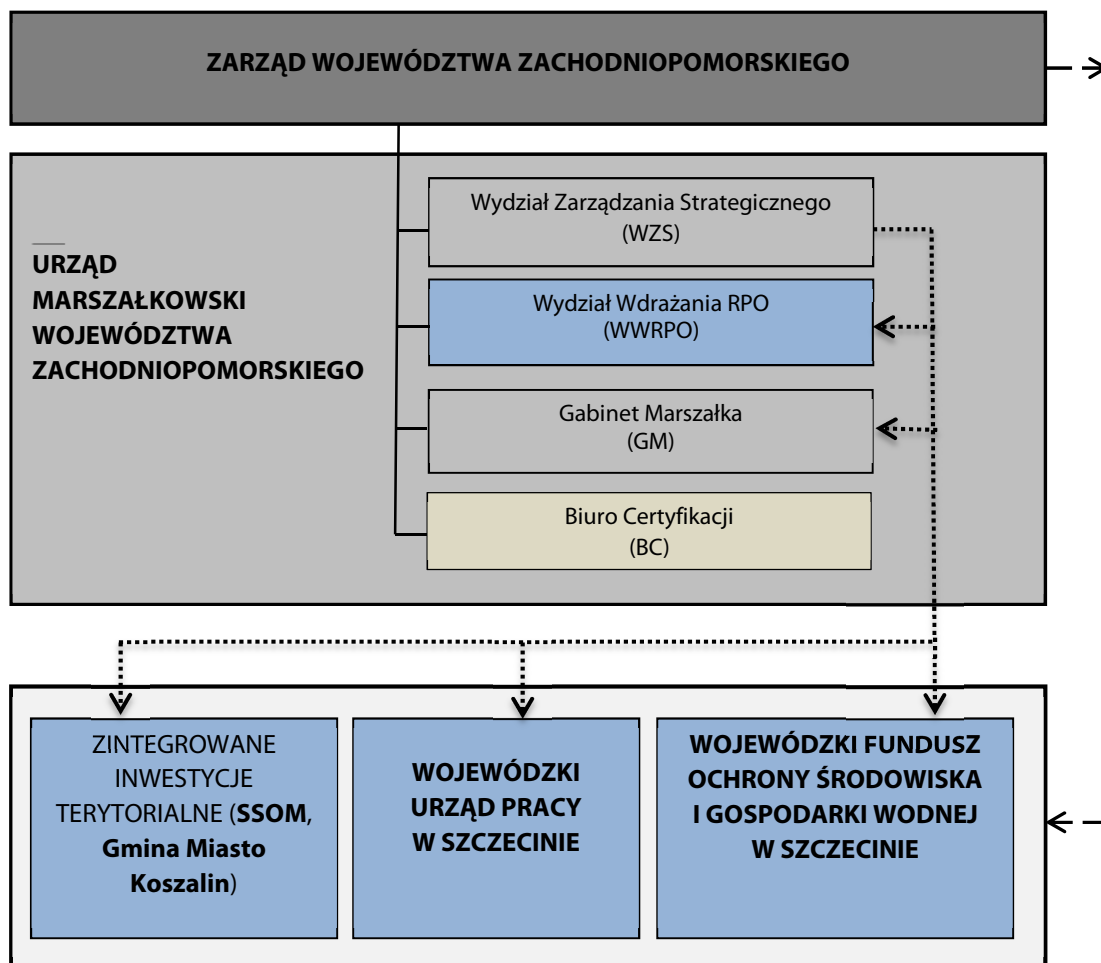 ZARZĄD WOJEWÓDZTWA ZACHODNIOPOMORSKIEGO
URZĄD
MARSZAŁKOWSKI
WOJEWÓDZTWA
ZACHODNIOPOMORSKIEGO
Wydział Zarządzania Strategicznego
(WZS)
Wydział Wdrażania RPO
(WWRPO)
Gabinet Marszałka
(GM)
Biuro Certyfikacji
(BC)
ZINTEGROWANE
INWESTYCJE
TERYTORIALNE (SSOM,
Gmina Miasto
Koszalin)
WOJEWÓDZKI
URZĄD PRACY
W SZCZECINIE
WOJEWÓDZKI FUNDUSZ
OCHRONY ŚRODOWISKA
I GOSPODARKI WODNEJ
W SZCZECINIE